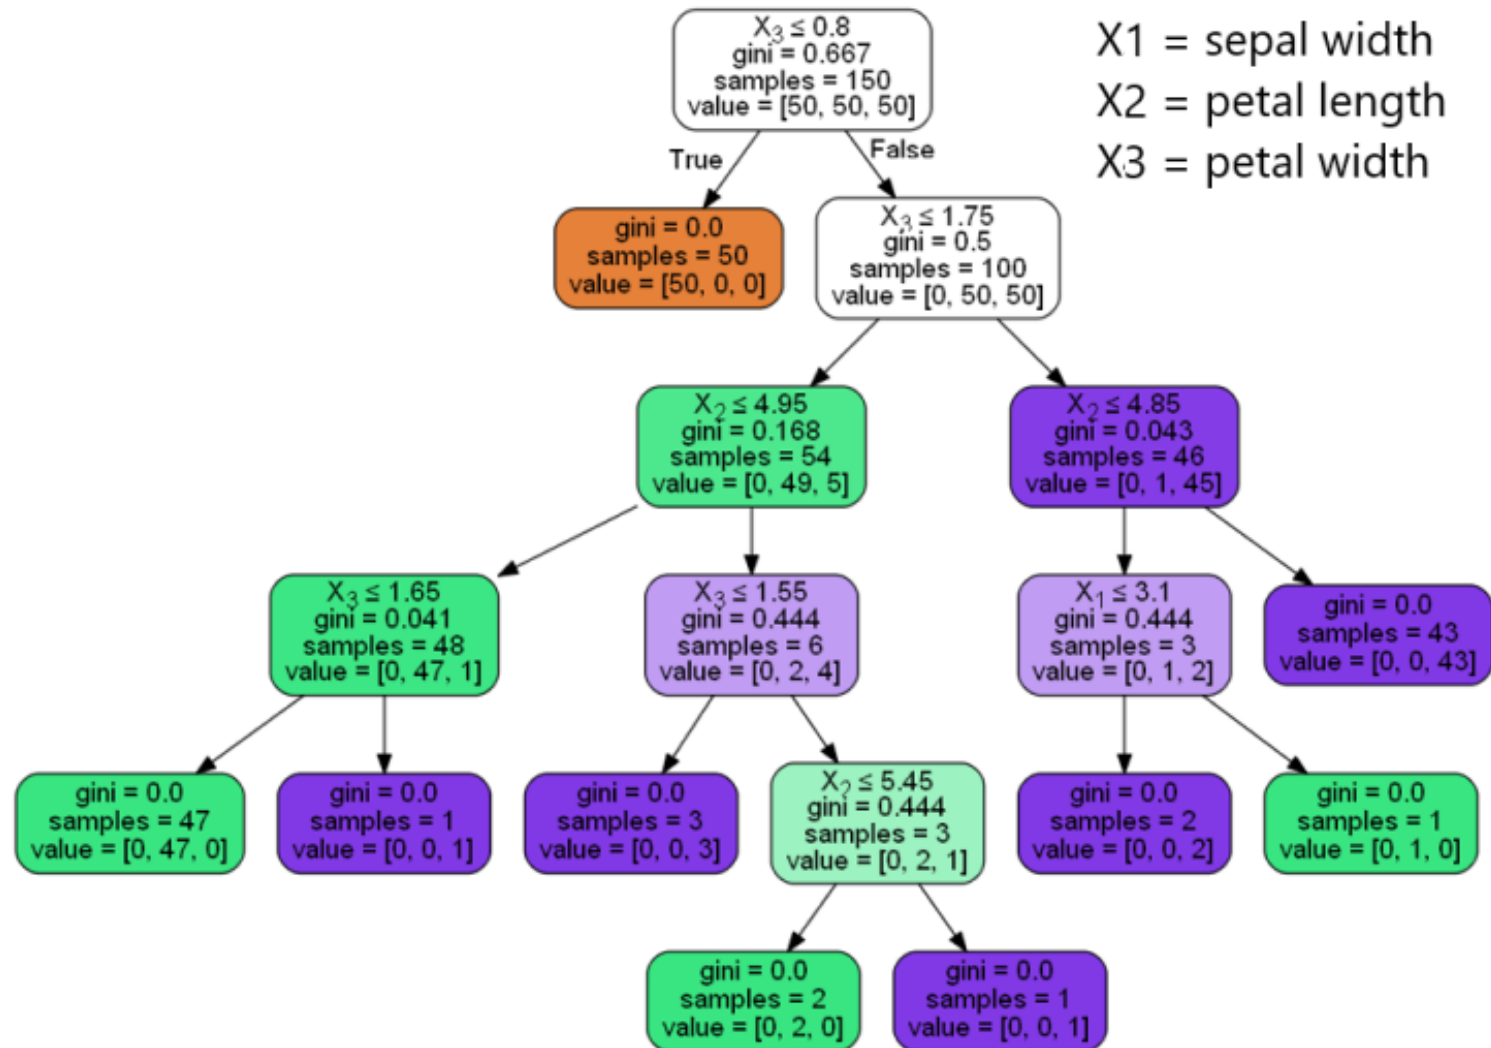 X₃ ≤ 0.8
gini = 0.667
samples = 150
value = [50, 50, 50]
X1 = sepal width
X2 = petal length
X3 = petal width
True
False
gini = 0.0
samples = 50
value = [50, 0, 0]
X₃ ≤ 1.75
gini = 0.5
samples = 100
value = [0, 50, 50]
X₂ ≤ 4.95
gini = 0.168
samples = 54
value = [0, 49, 5]
X₂ ≤ 4.85
gini = 0.043
samples = 46
value = [0, 1, 45]
X₃ ≤ 1.65
gini = 0.041
samples = 48
value = [0, 47, 1]
X₃ ≤ 1.55
gini = 0.444
samples = 6
value = [0, 2, 4]
X₁ ≤ 3.1
gini = 0.444
samples = 3
value = [0, 1, 2]
gini = 0.0
samples = 43
value = [0, 0, 43]
gini = 0.0
samples = 47
value = [0, 47, 0]
gini = 0.0
samples = 1
value = [0, 0, 1]
gini = 0.0
samples = 3
value = [0, 0, 3]
X₂ ≤ 5.45
gini = 0.444
samples = 3
value = [0, 2, 1]
gini = 0.0
samples = 2
value = [0, 0, 2]
gini = 0.0
samples = 1
value = [0, 1, 0]
gini = 0.0
samples = 2
value = [0, 2, 0]
gini = 0.0
samples = 1
value = [0, 0, 1]